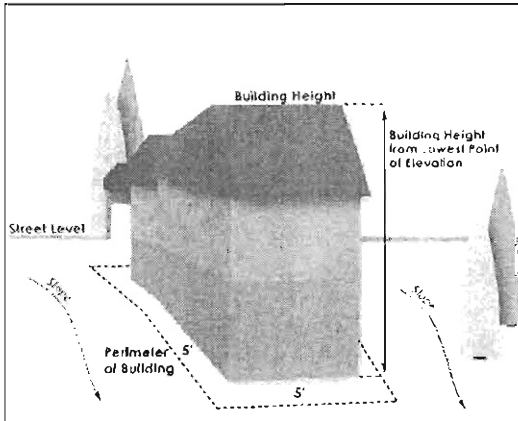 Building Height
Building Height
from Lowest Point
of Elevation
Street Level
Slope
Slope
Perimeter
of Building
5'
5'